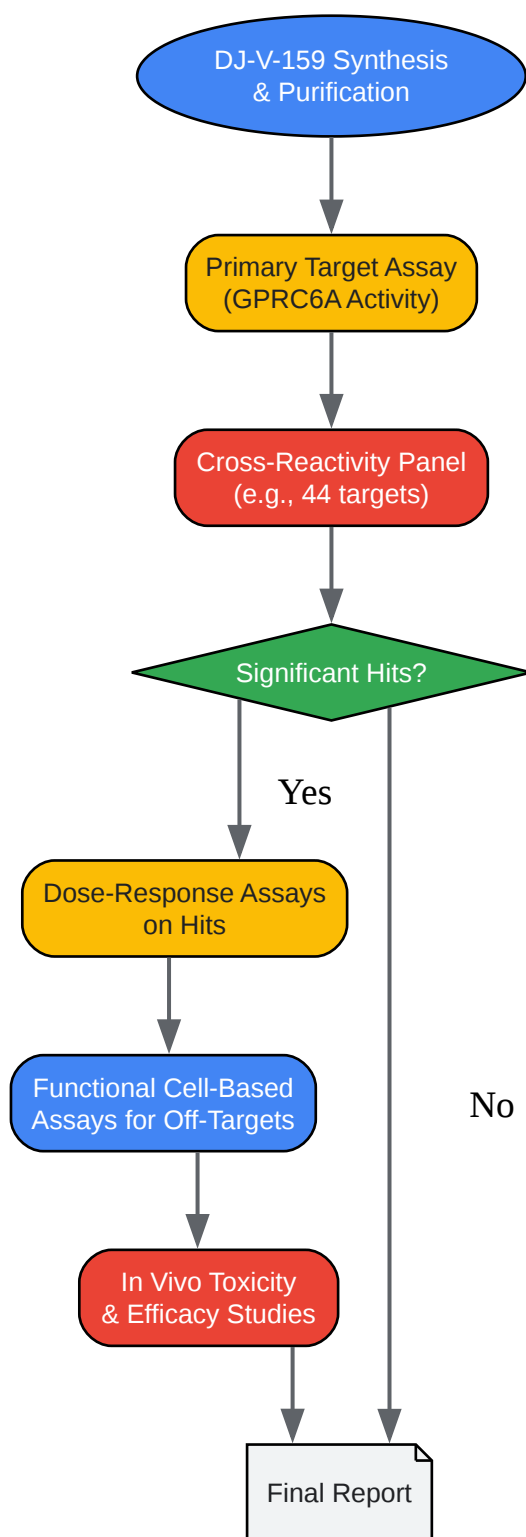 DJ-V-159 Synthesis
& Purification
Primary Target Assay
(GPRC6A Activity)
Cross-Reactivity Panel
(e.g., 44 targets)
Significant Hits?
Yes
Dose-Response Assays
on Hits
Functional Cell-Based
Assays for Off-Targets
No
In Vivo Toxicity
& Efficacy Studies
Final Report